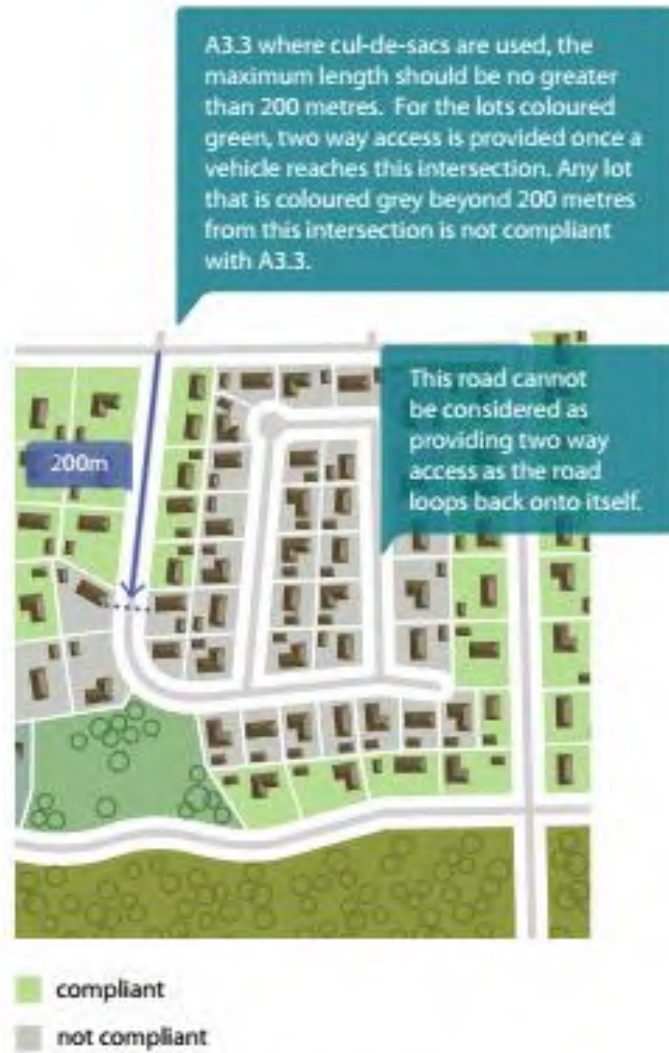 A3.3 where cul-de-sacs are used, the
maximum length should be no greater
than 200 metres. For the lots coloured
green, two way access is provided once a
vehicle reaches this intersection. Any lot
that is coloured grey beyond 200 metres
from this intersection is not compliant
with A3.3.
This road cannot
be considered as
providing two way
access as the road
loops back onto itself.
200m
compliant
not compliant